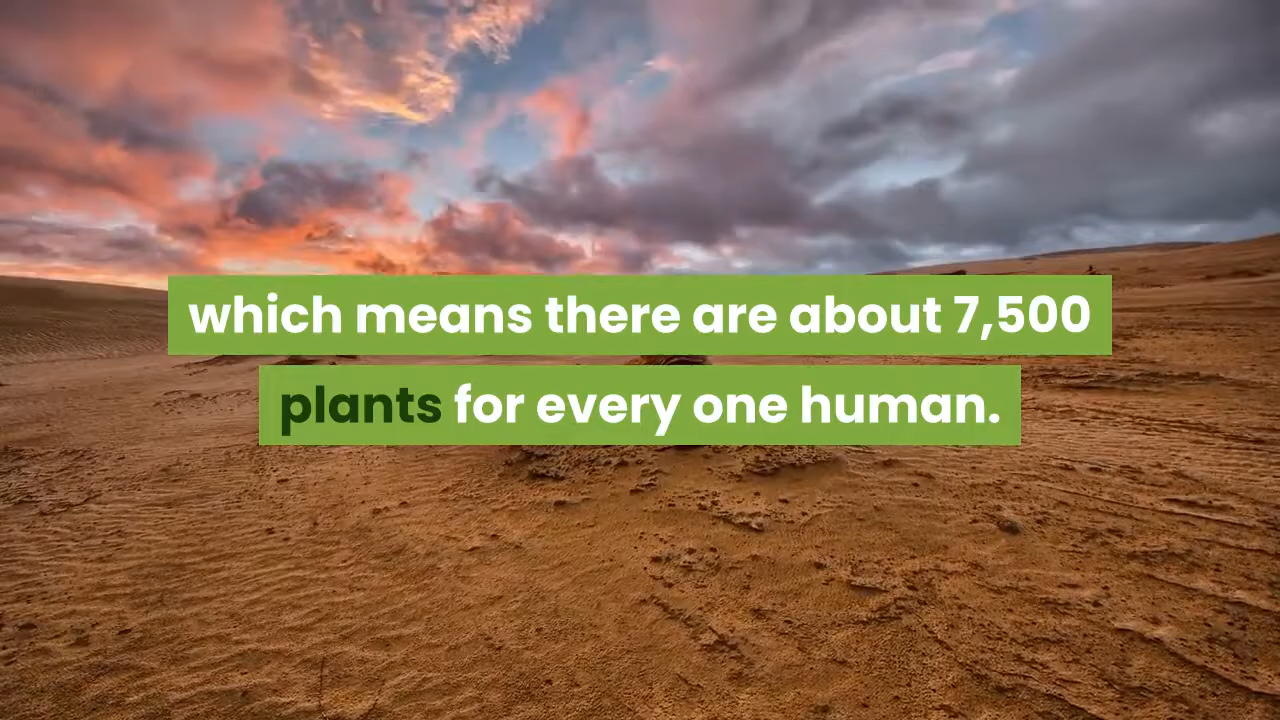 which means there are about 7,500
plants for every one human.